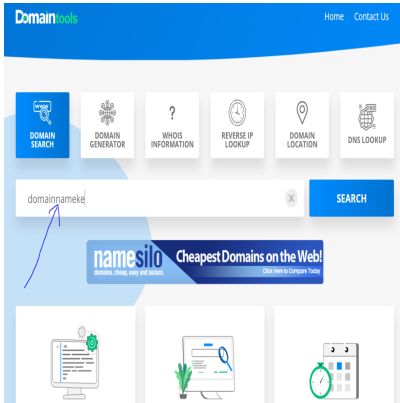 Domaintools
Home Contact Us
DOMAIN SEARCH
DOMAIN GENERATOR
?
WHOIS INFORMATION
REVERSE IP LOOKUP
DOMAIN LOCATION
DNS LOOKUP
domainnameke
SEARCH
namesilo
domains. cheap, easy and secure.
Cheapest Domains on the Web!
Click Here to Compare Today